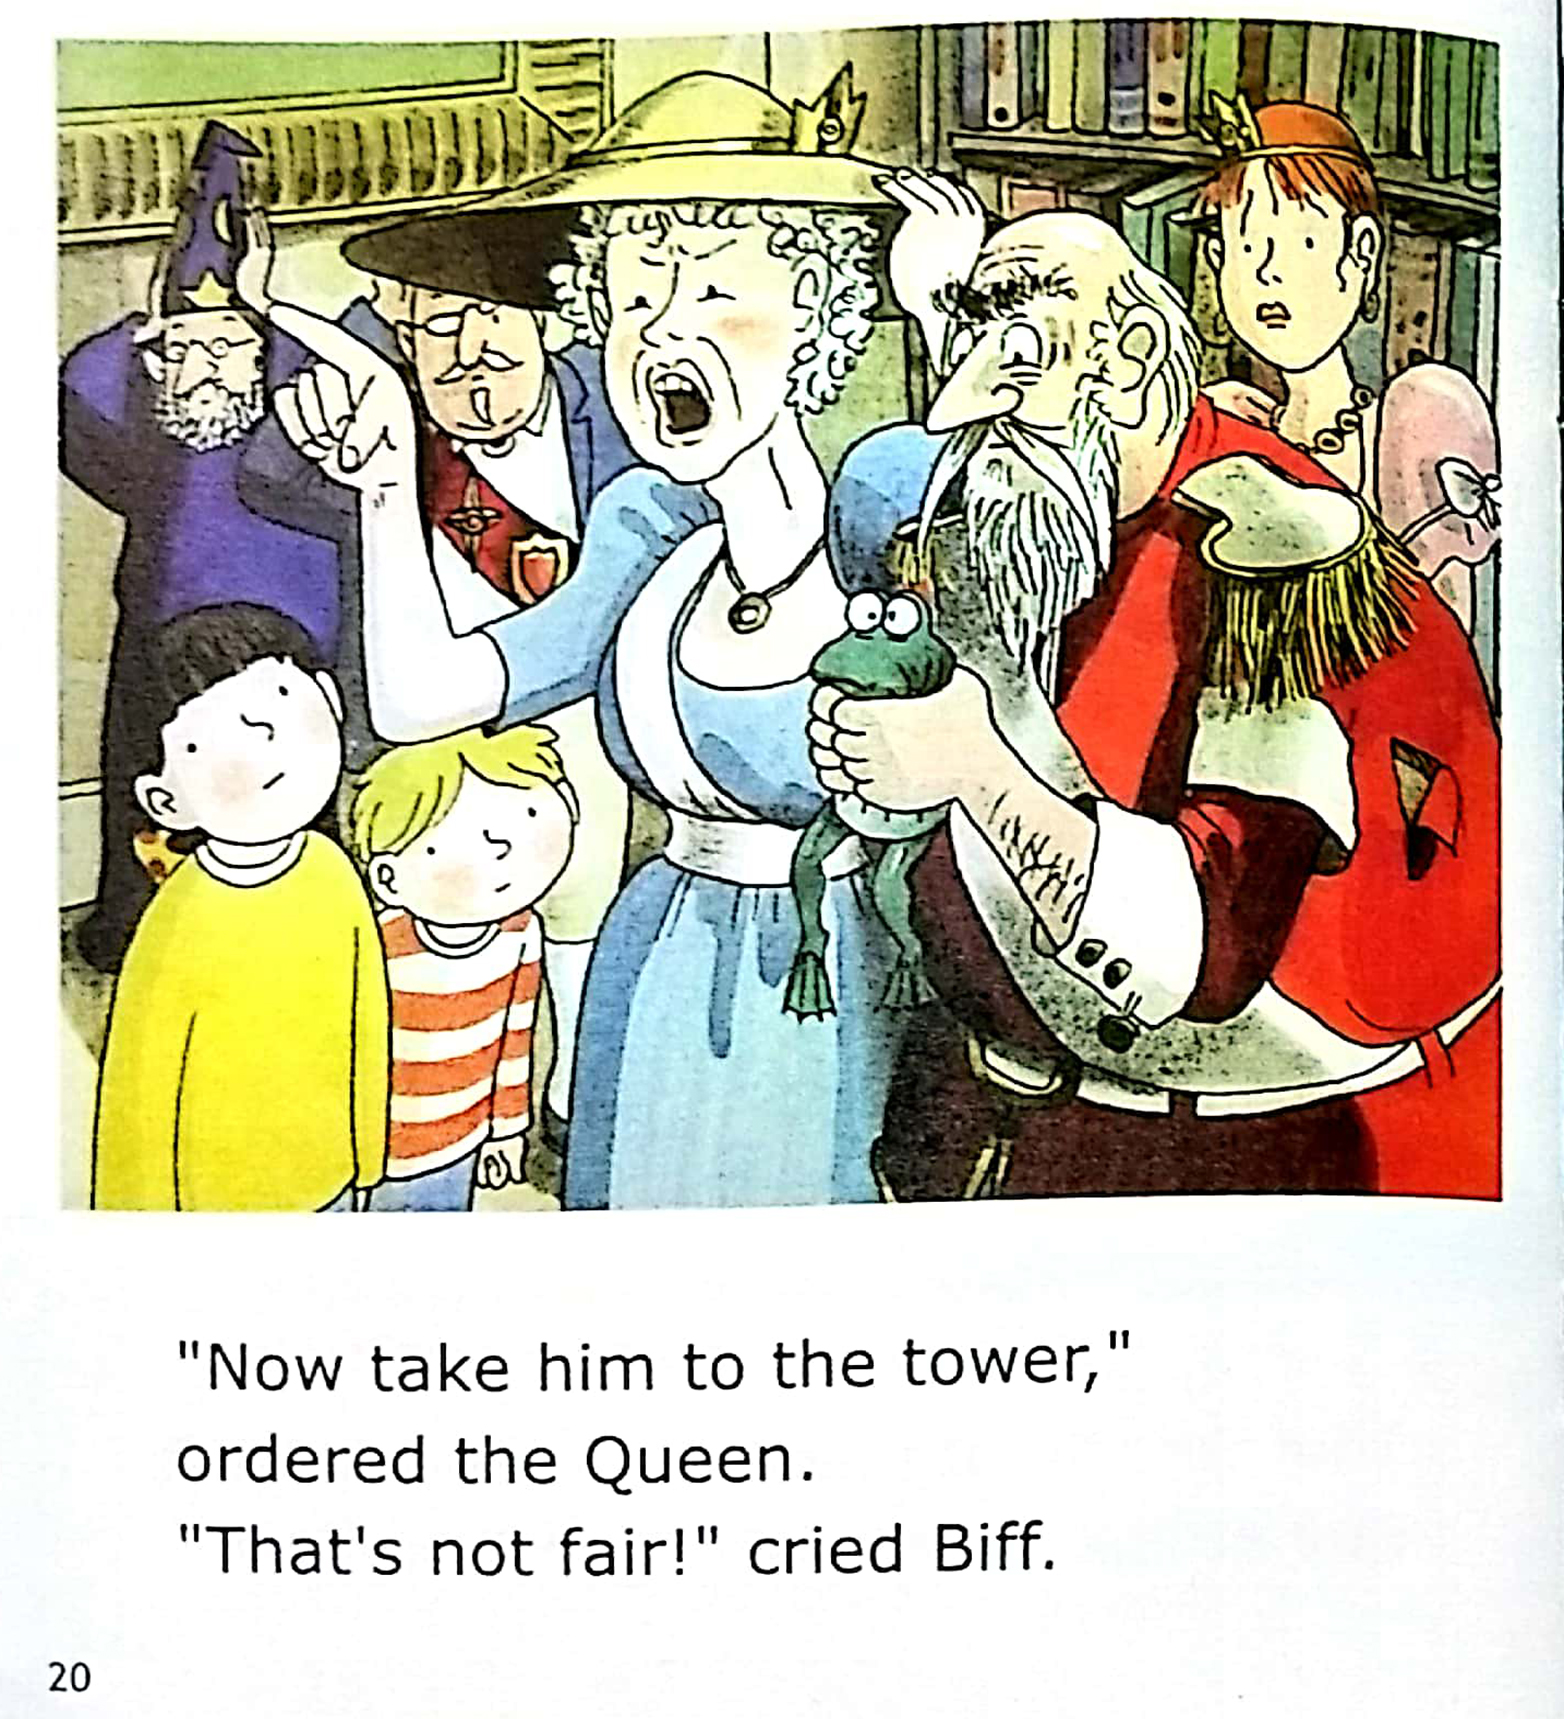 "Now take him to the tower,"
ordered the Queen.
"That's not fair!" cried Biff.
20